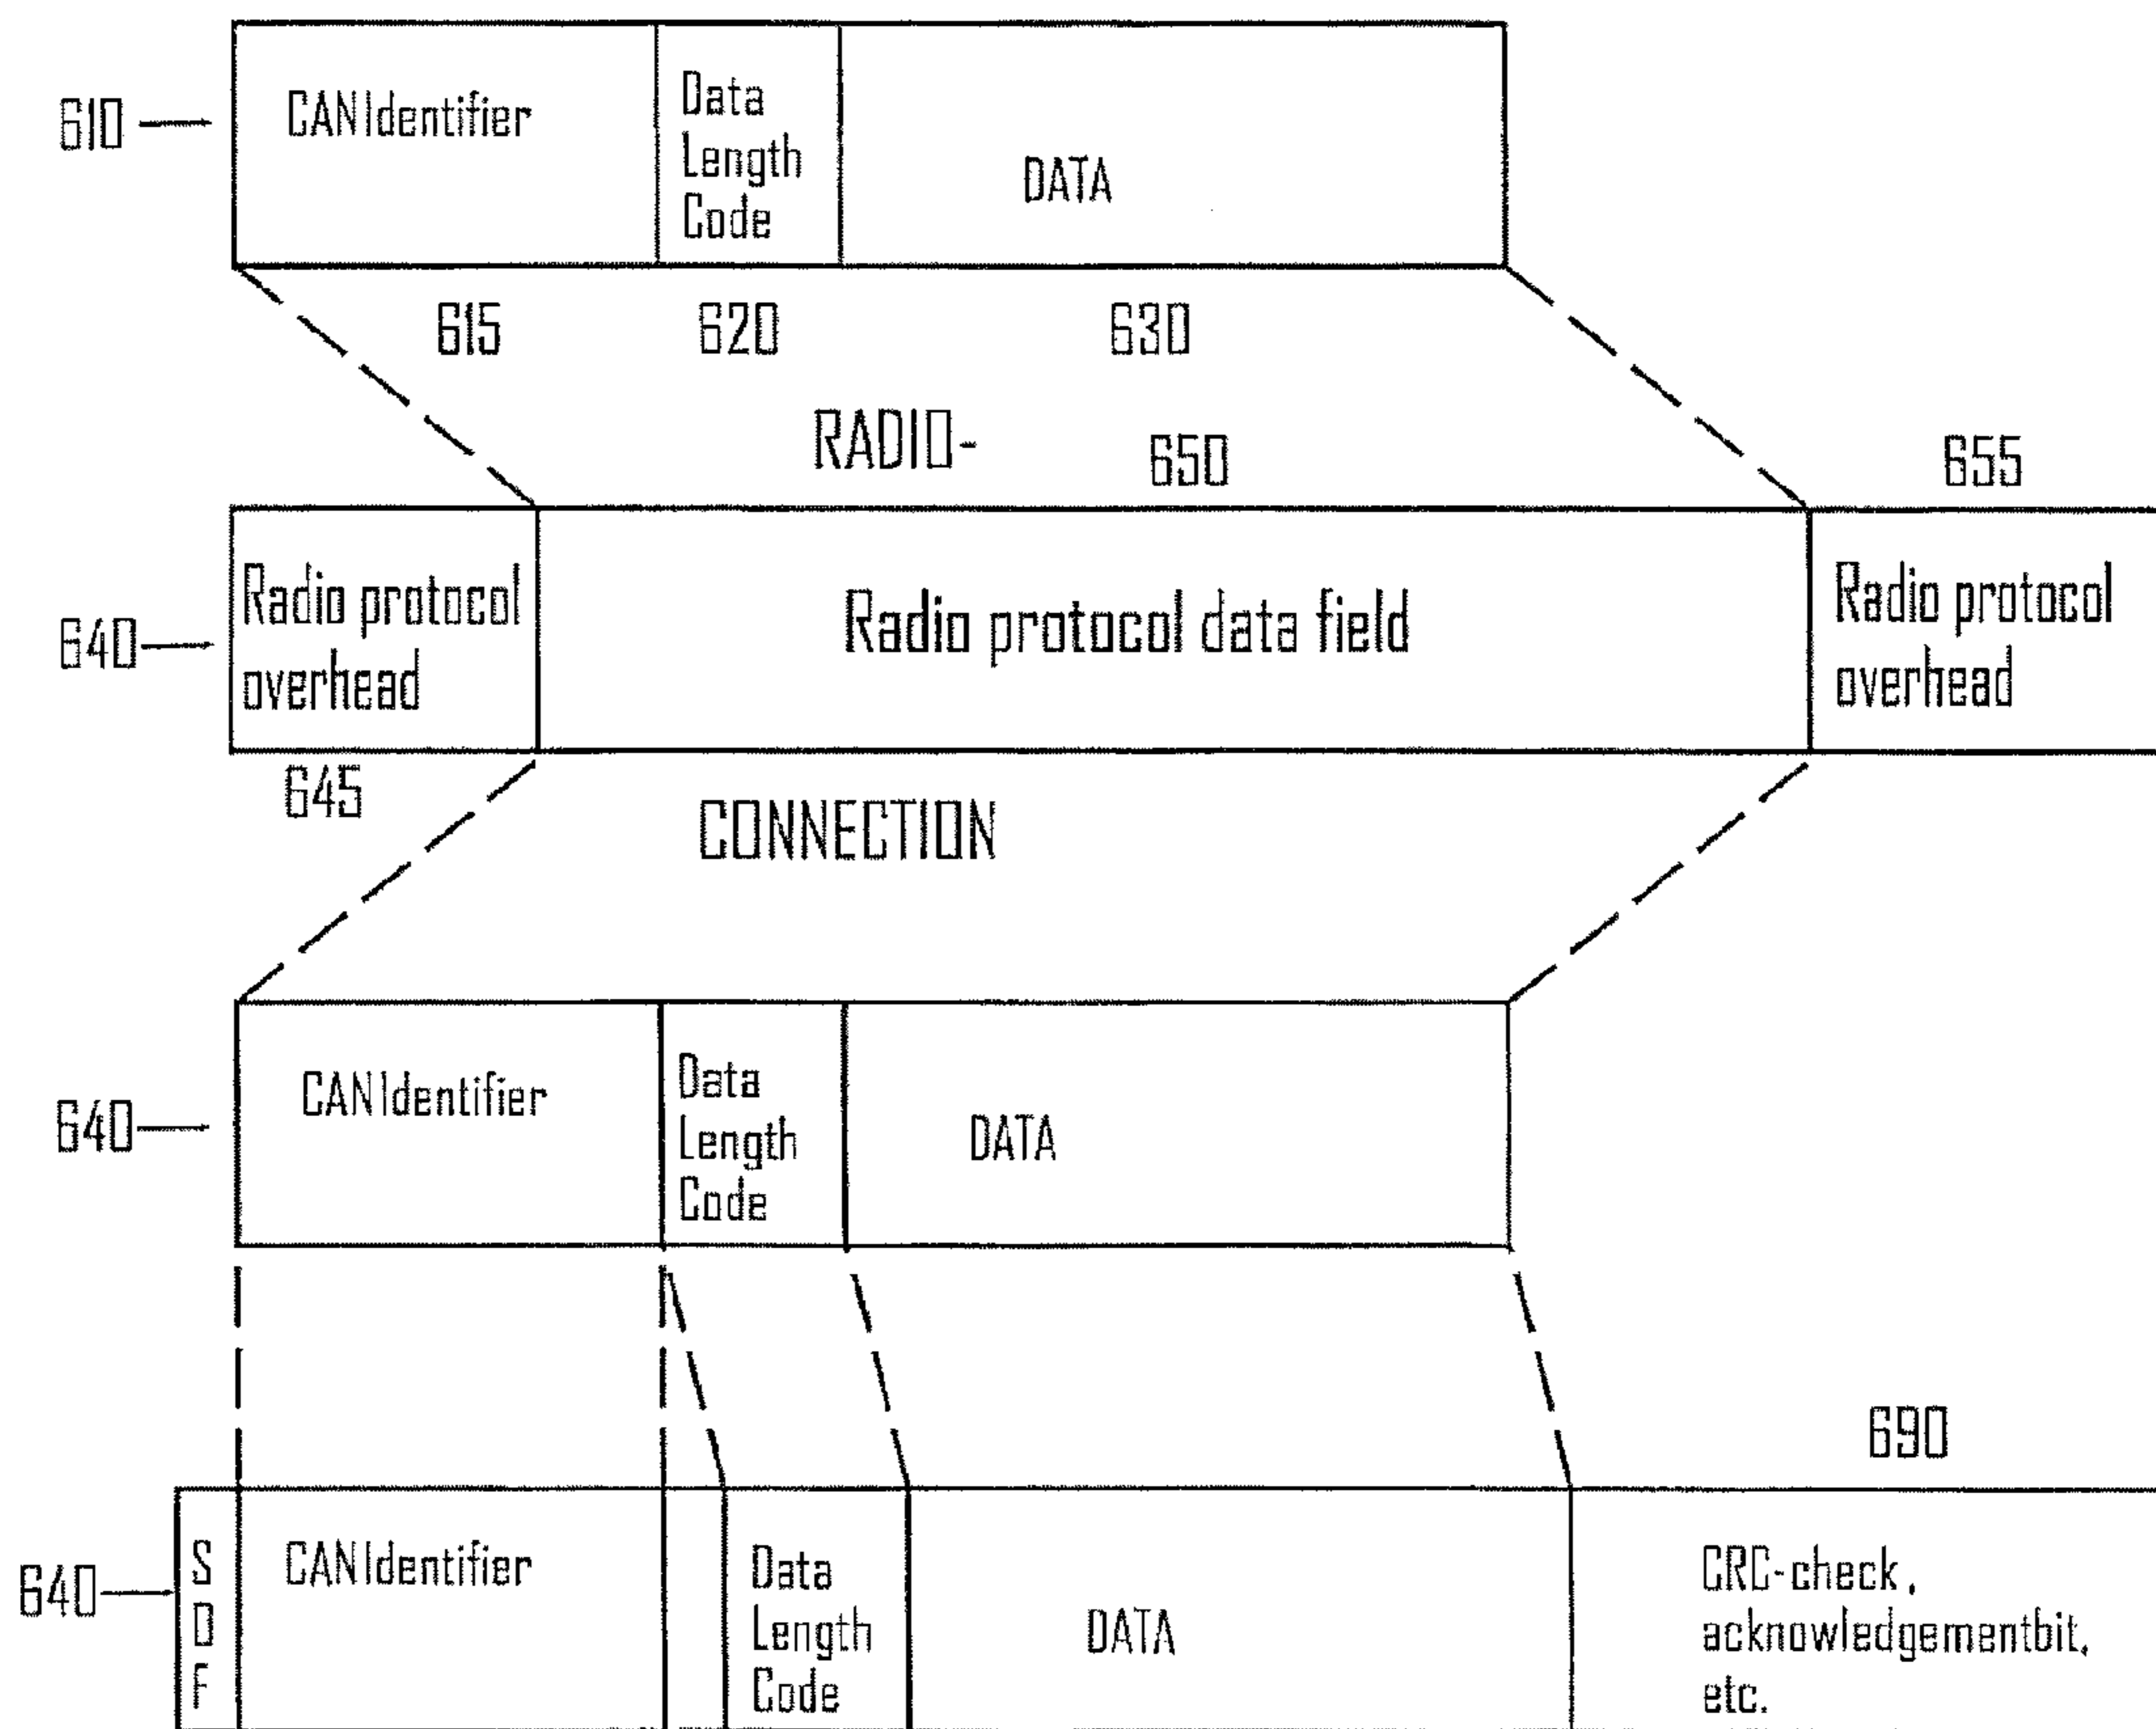 610
CANIdentifier
Data
Length
Code
DATA
615
620
630
RADIO-
650
655
640
Radio protocol
overhead
Radio protocol data field
Radio protocol
overhead
645
CONNECTION
640
CANIdentifier
Data
Length
Code
DATA
690
640
S
O
F
CANIdentifier
Data
Length
Code
DATA
CRC-check,
acknowledgementbit,
etc.